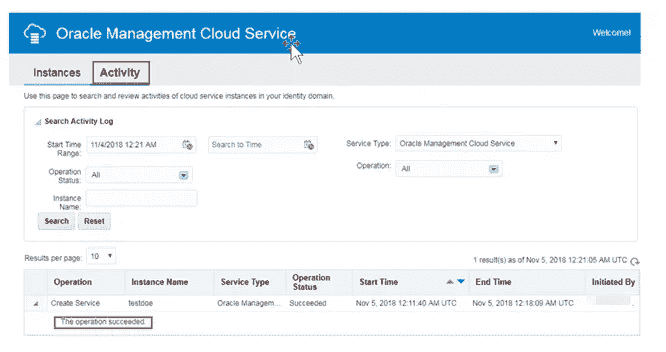 Oracle Management Cloud Service
Welcome!
Instances
Activity
Use this page to search and review activities of cloud service instances in your identity domain.
Search Activity Log
Start Time Range:
11/4/2018 12:21 AM
Search to Time
Service Type:
Oracle Management Cloud Service
Operation Status:
All
Operation:
All
Instance Name:
Search
Reset
Results per page:
10
1 result(s) as of Nov 5, 2018 12:21:05 AM UTC
Operation
Instance Name
Service Type
Operation Status
Start Time
End Time
Initiated By
Create Service
testdoe
Oracle Managem...
Succeeded
Nov 5, 2018 12:11:40 AM UTC
Nov 5, 2018 12:18:09 AM UTC
The operation succeeded.